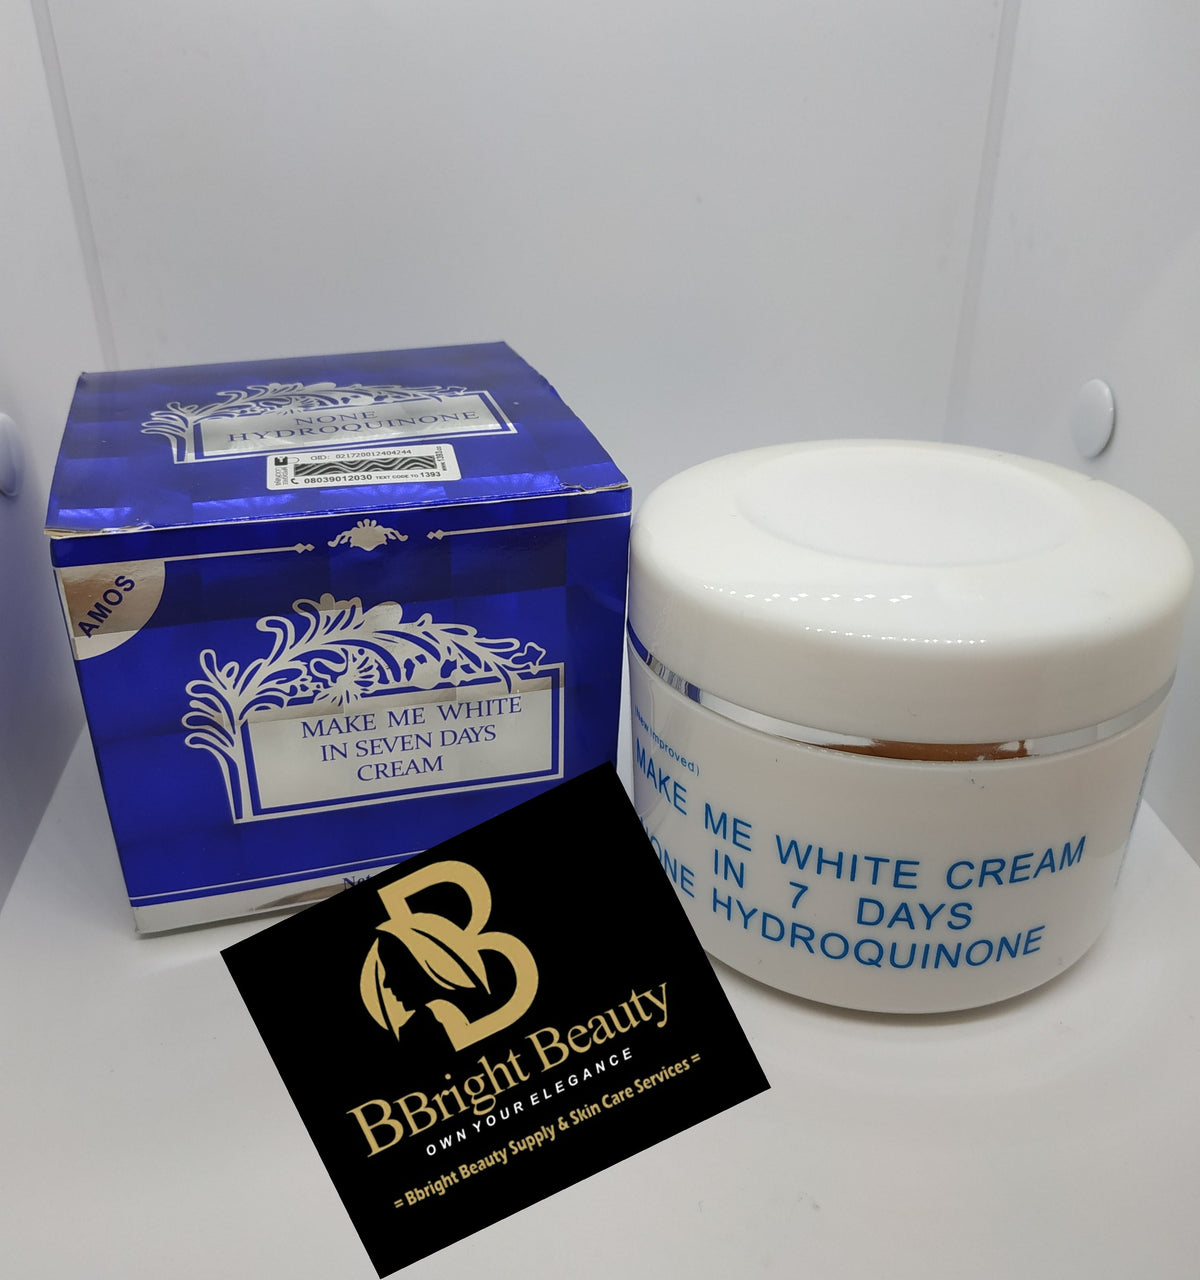 NONE
HYDROQUINONE
OID: 021720012404244
08039012030 TEXT CODE TO 1393
AMOS
MAKE ME WHITE
IN SEVEN DAYS
CREAM
(New Improved)
MAKE ME WHITE CREAM
IN 7 DAYS
NONE HYDROQUINONE
B
BBright Beauty
OWN YOUR ELEGANCE
= Bbright Beauty Supply & Skin Care Services =